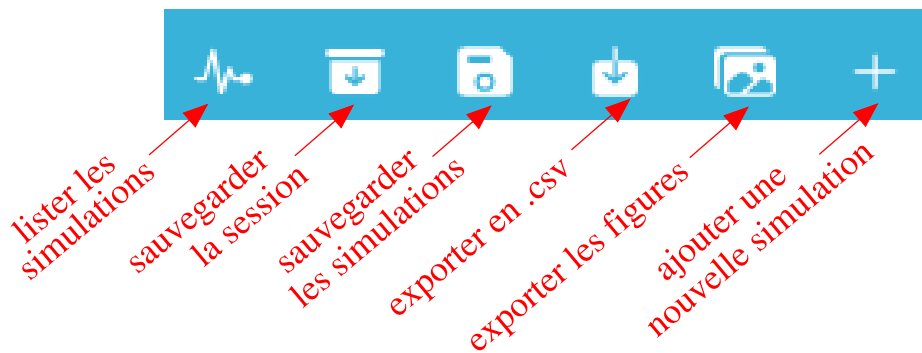 lister les
simulations
sauvegarder
la session
sauvegarder
les simulations
exporter en .csv
exporter les figures
ajouter une
nouvelle simulation